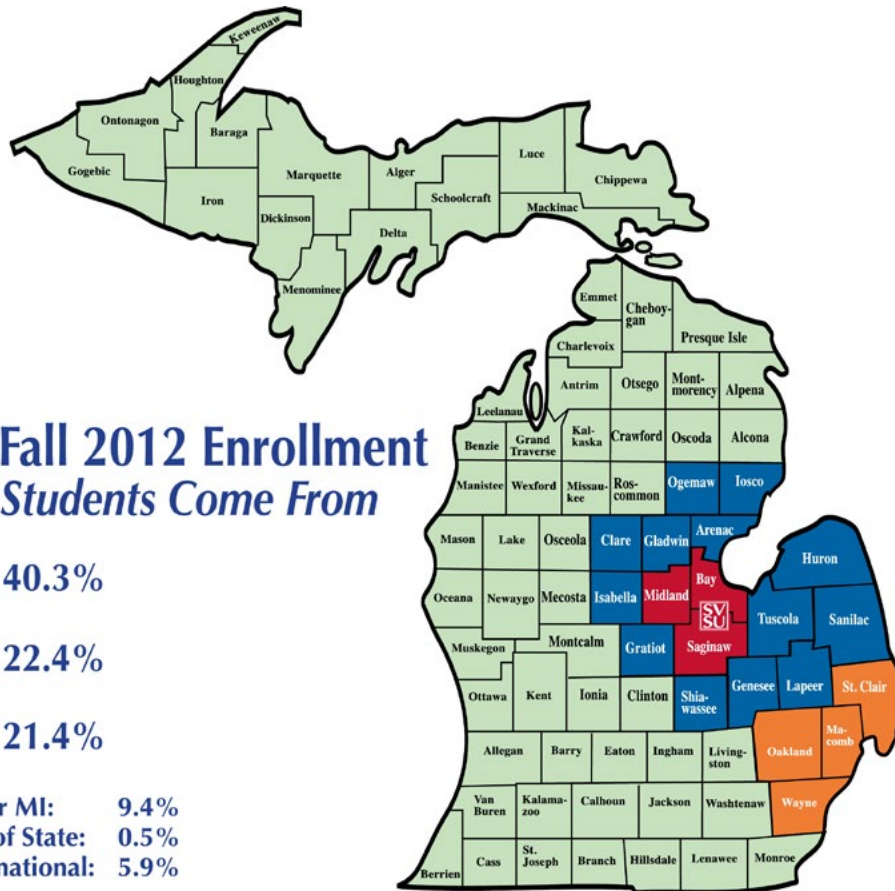 Keweenaw
Houghton
Ontonagon
Baraga
Gogebic
Iron
Marquette
Dickinson
Alger
Luce
Chippewa
Schoolcraft
Mackinac
Delta
Menominee
Emmet
Cheboy-
gan
Presque Isle
Charlevoix
Antrim
Otsego
Mont-
morency
Alpena
Leelanau
Benzie
Grand
Traverse
Kal-
kaska
Crawford
Oscoda
Alcona
Manistee
Wexford
Missau-
kee
Ros-
common
Ogemaw
Iosco
Mason
Lake
Osceola
Clare
Gladwin
Arenac
Huron
Oceana
Newaygo
Mecosta
Isabella
Midland
Bay
SV
SU
Tuscola
Sanilac
Muskegon
Montcalm
Gratiot
Saginaw
Ottawa
Kent
Ionia
Clinton
Shia-
wassee
Genesee
Lapeer
St. Clair
Allegan
Barry
Eaton
Ingham
Living-
ston
Oakland
Ma-
comb
Van
Buren
Kalama-
zoo
Calhoun
Jackson
Washtenaw
Wayne
Berrien
Cass
St.
Joseph
Branch
Hillsdale
Lenawee
Monroe
Fall 2012 Enrollment
Students Come From
40.3%
22.4%
21.4%
r MI: 9.4%
of State: 0.5%
national: 5.9%